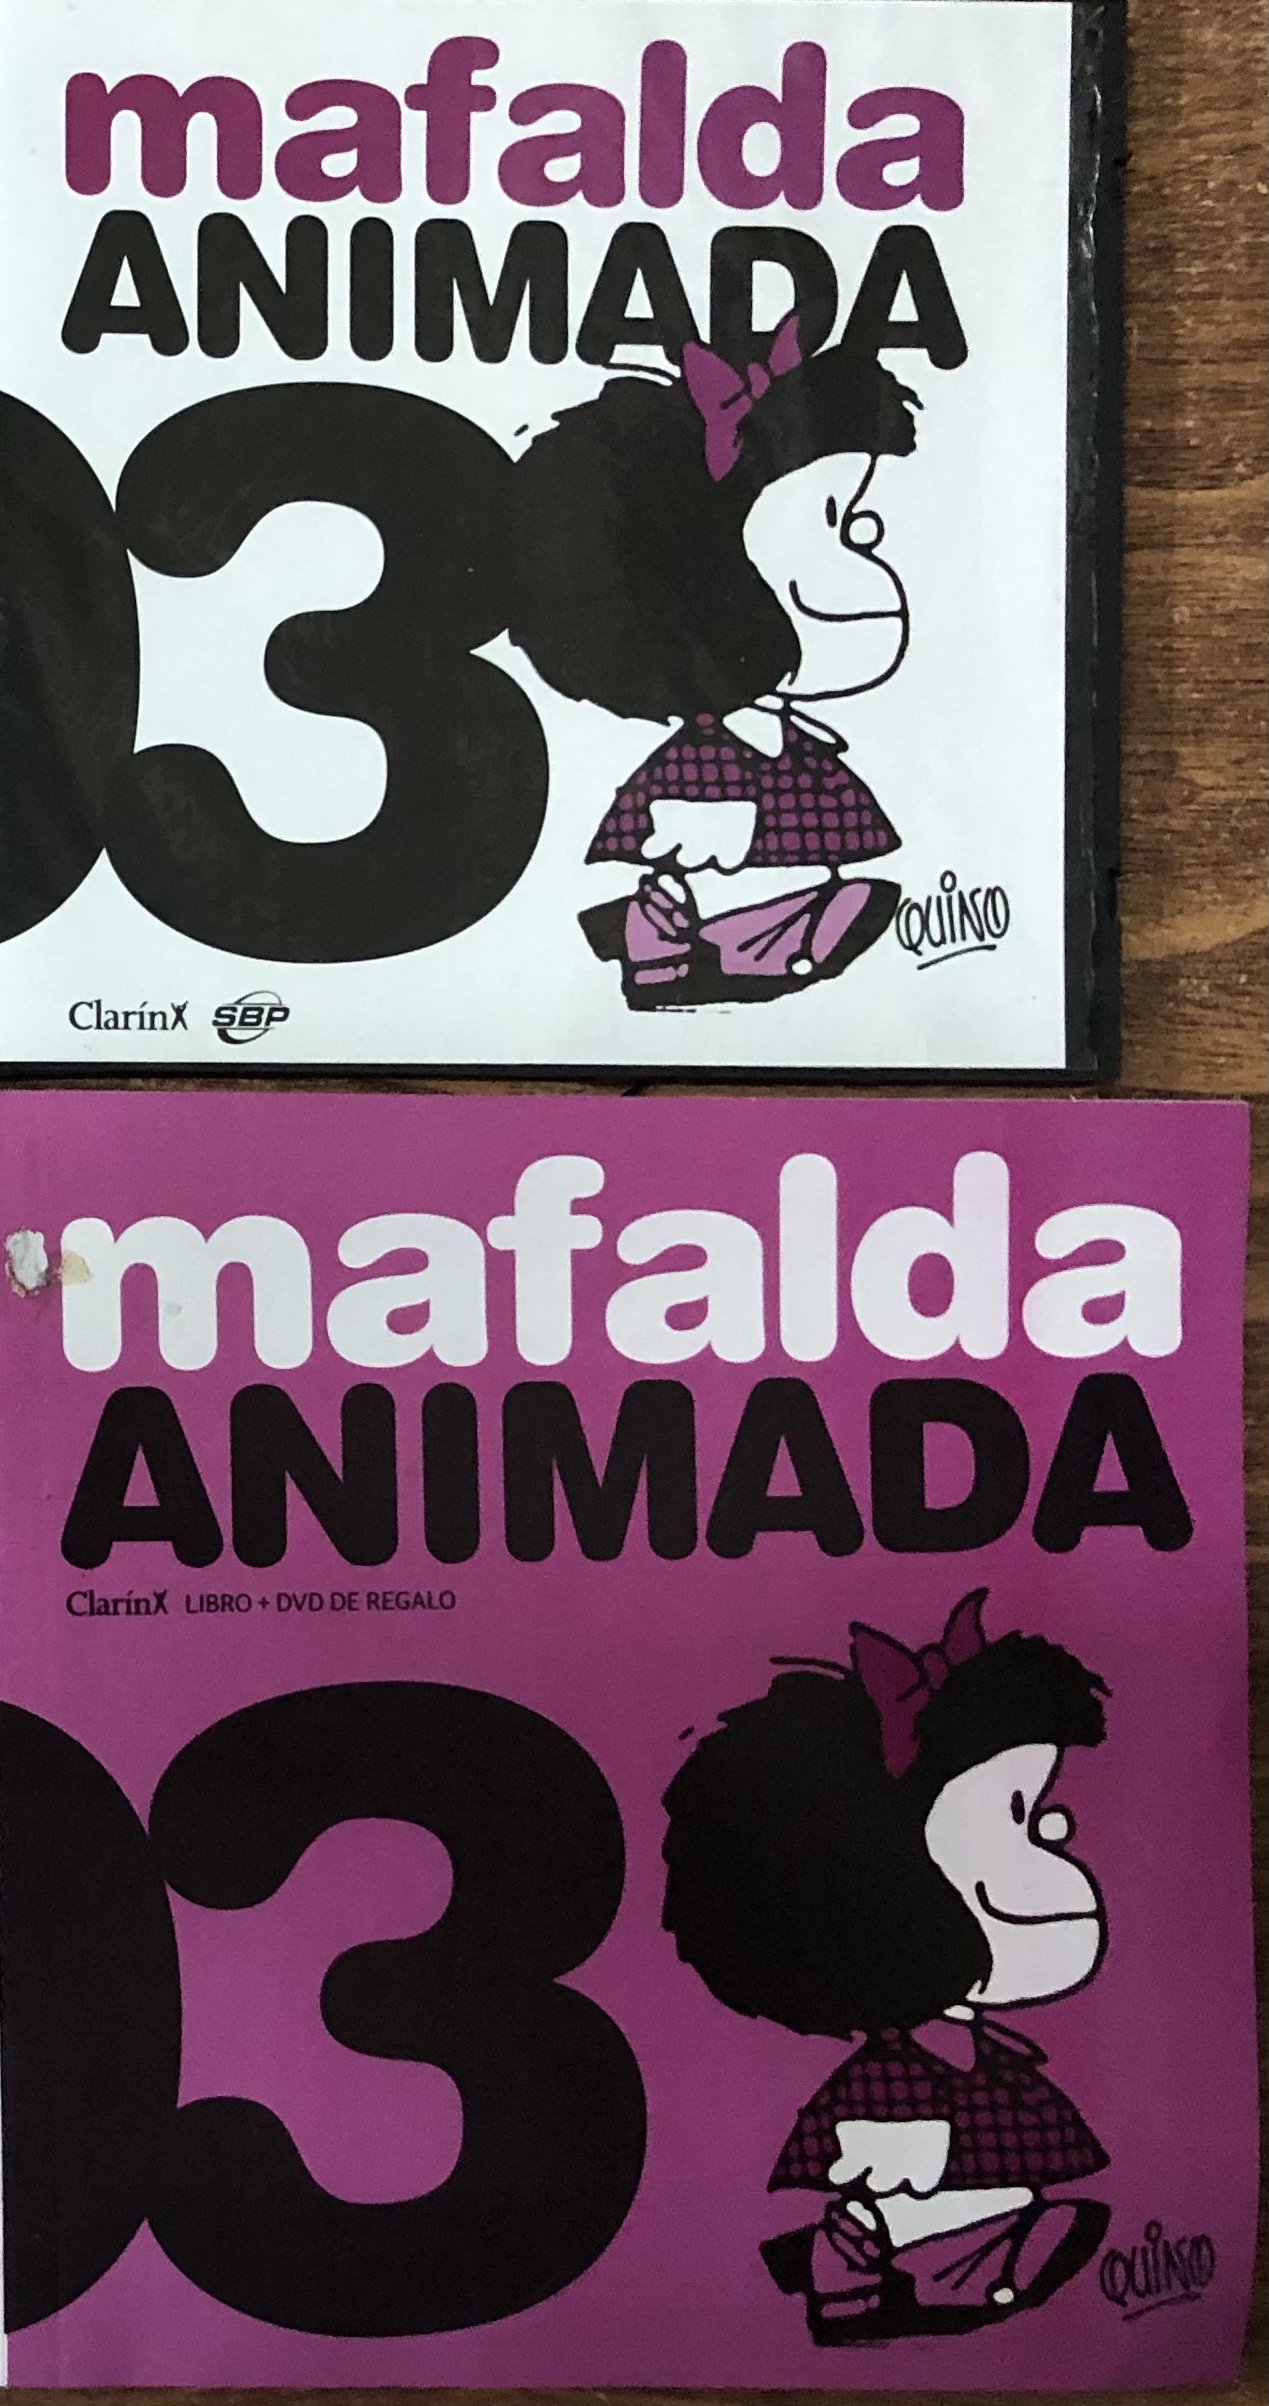 mafalda
ANIMADA
03
QUINO
Clarín SBP
mafalda
ANIMADA
Clarín LIBRO + DVD DE REGALO
03
QUINO